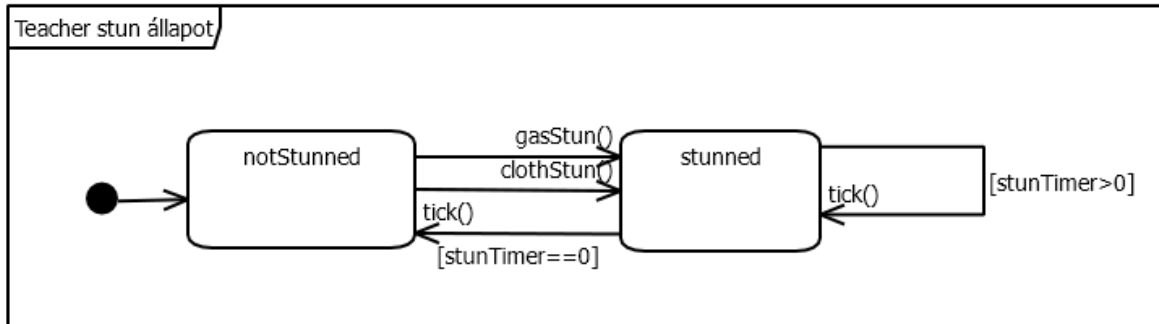 Teacher stun állapot
gasStun()
notStunned
stunned
clothStun()
[stunTimer>0]
tick()
tick()
[stunTimer==0]